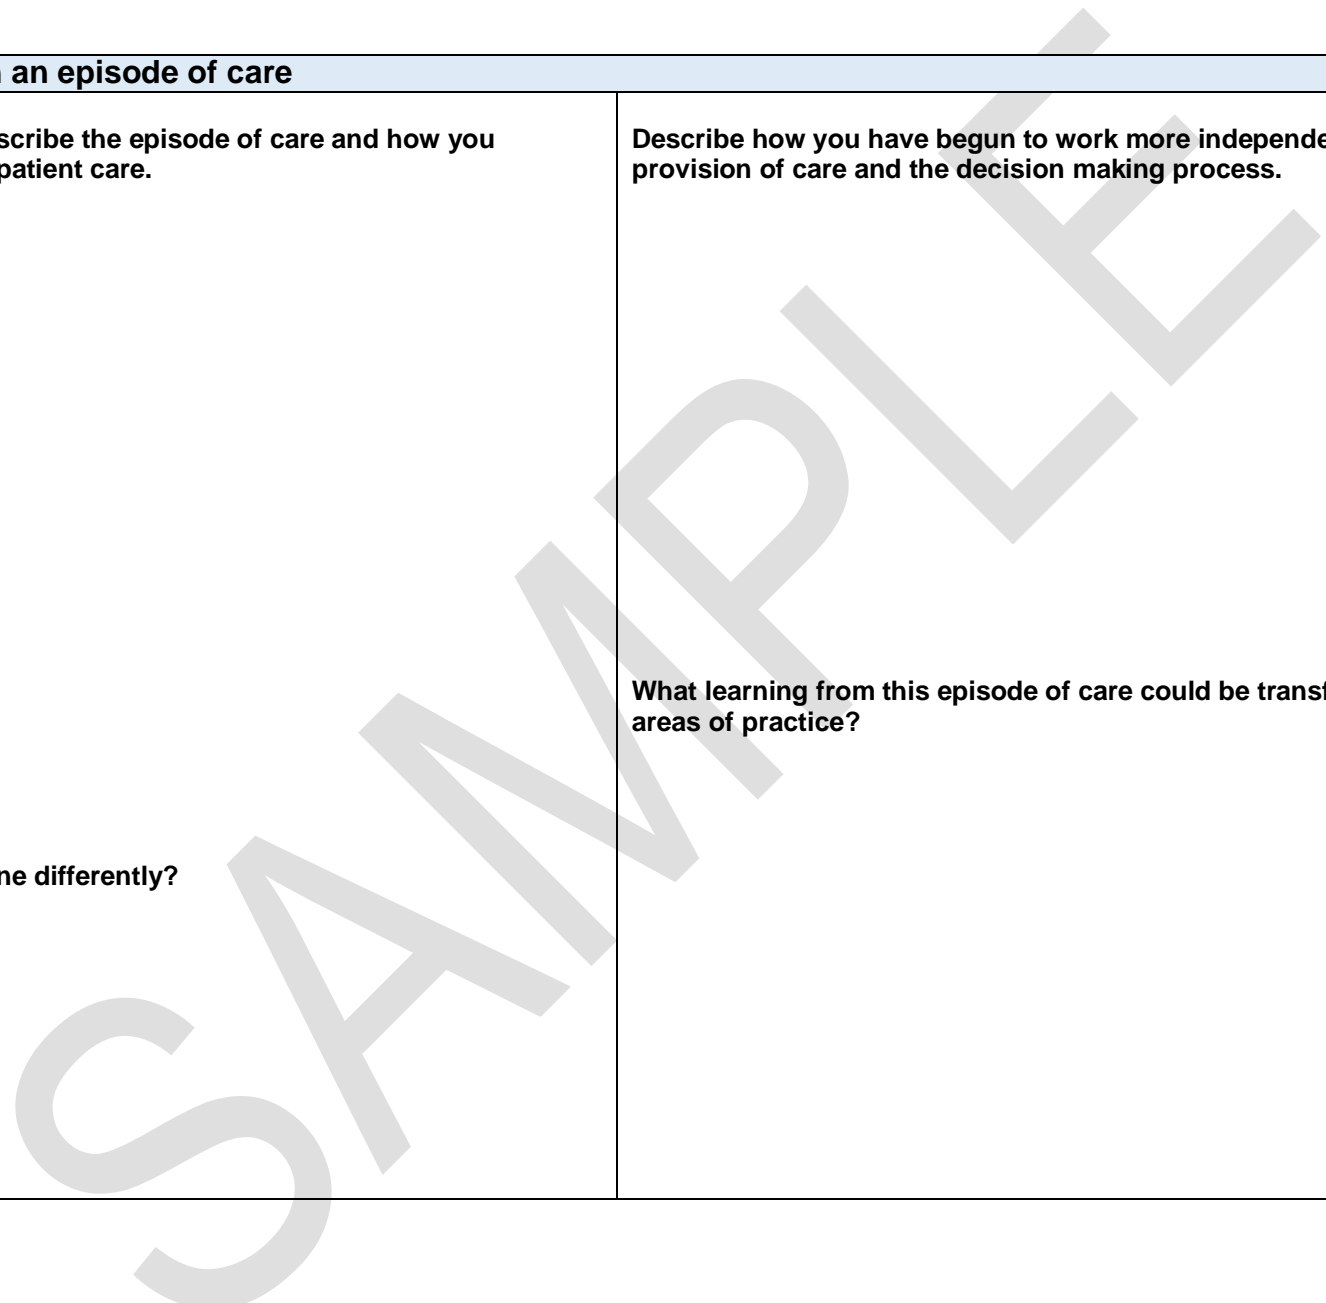 an episode of care
scribe the episode of care and how you
patient care.
ne differently?
Describe how you have begun to work more independe
provision of care and the decision making process.
What learning from this episode of care could be transf
areas of practice?
SAMPLE